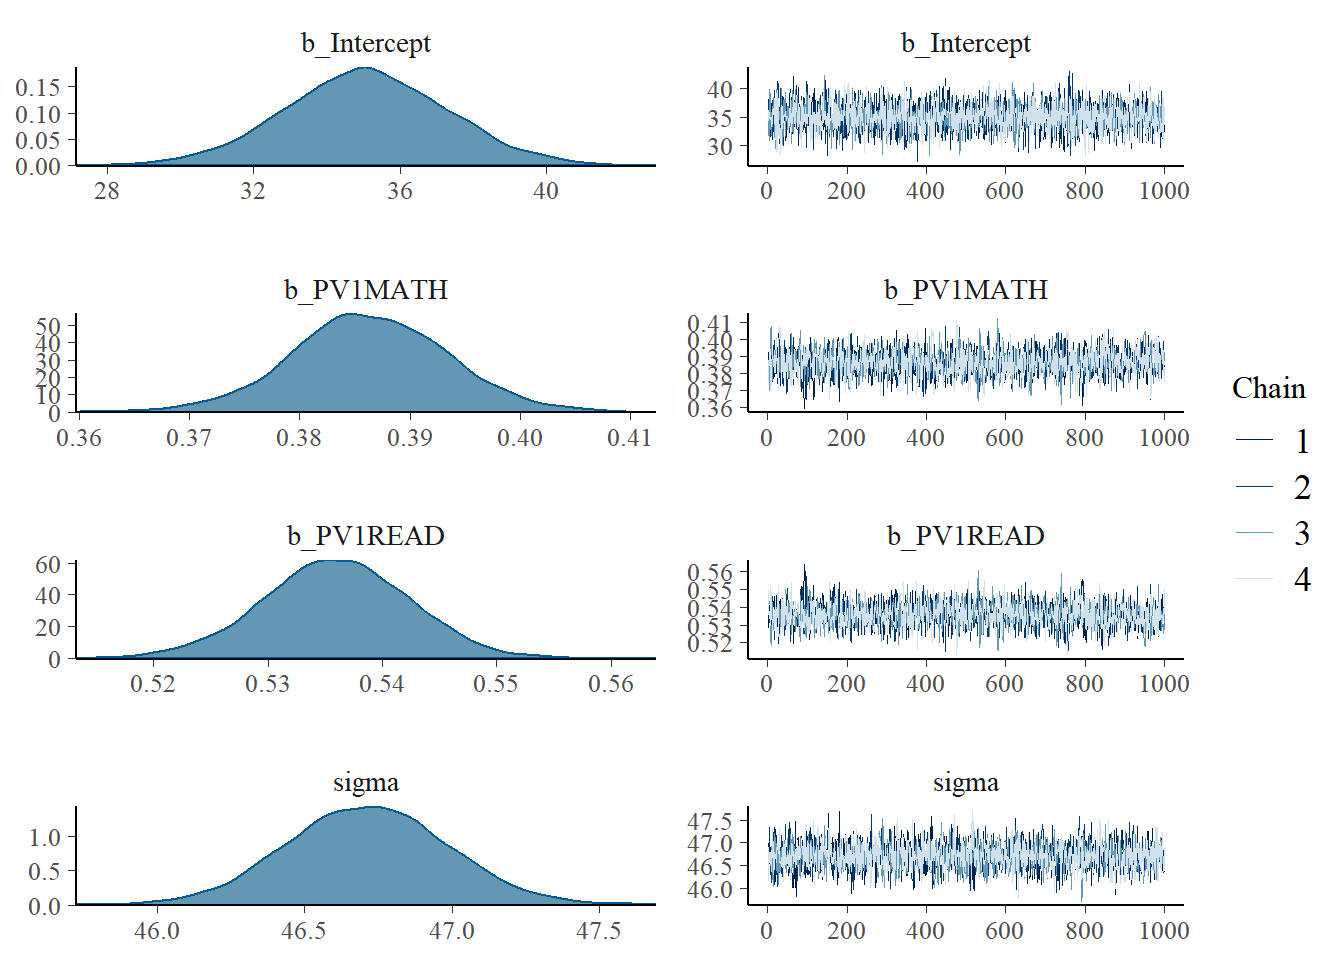 b_Intercept
b_Intercept
0.15
0.10
0.05
0.00
28 32 36 40
40
35
30
0 200 400 600 800 1000
b_PV1MATH
b_PV1MATH
50
40
30
20
10
0
0.36 0.37 0.38 0.39 0.40 0.41
0.41
0.40
0.39
0.38
0.37
0.36
0 200 400 600 800 1000
b_PV1READ
b_PV1READ
60
40
20
0
0.52 0.53 0.54 0.55 0.56
0.56
0.55
0.54
0.53
0.52
0 200 400 600 800 1000
sigma
sigma
1.0
0.5
0.0
46.0 46.5 47.0 47.5
47.5
47.0
46.5
46.0
0 200 400 600 800 1000
Chain
1
2
3
4